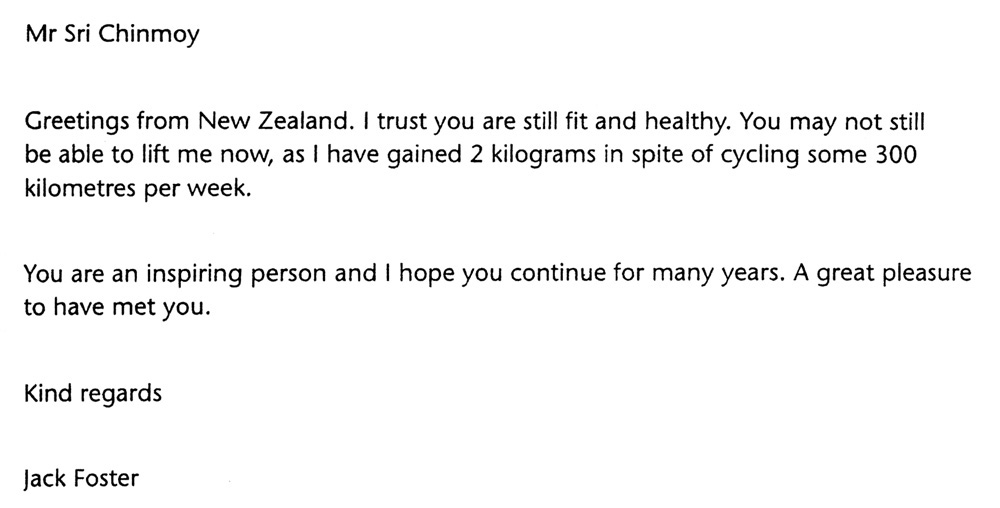 Mr Sri Chinmoy
Greetings from New Zealand. I trust you are still fit and healthy. You may not still
be able to lift me now, as I have gained 2 kilograms in spite of cycling some 300
kilometres per week.
You are an inspiring person and I hope you continue for many years. A great pleasure
to have met you.
Kind regards
Jack Foster